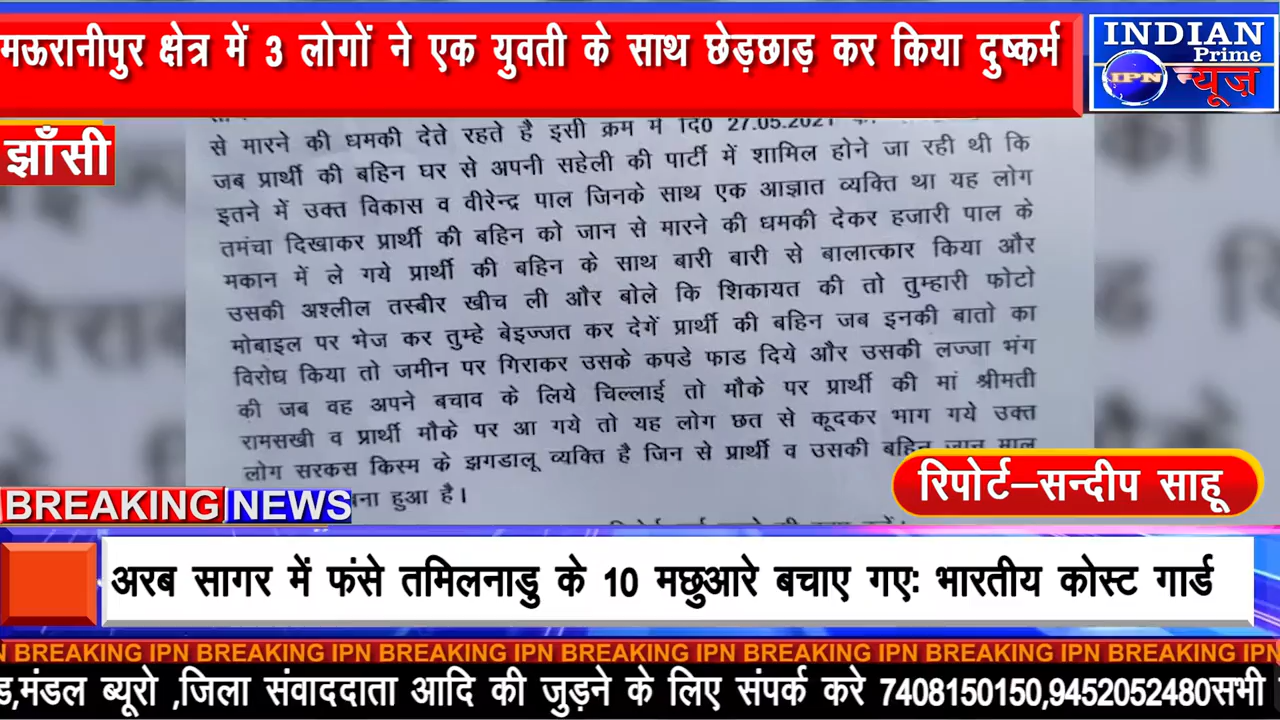 मऊरानीपुर क्षेत्र में 3 लोगों ने एक युवती के साथ छेड़छाड़ कर किया दुष्कर्म
INDIAN
Prime
IPN न्यूज़
झाँसी
से मारने की धमकी देते रहते है इसी क्रम में दि0 27.05.2021
जब प्रार्थी की बहिन घर से अपनी सहेली की पार्टी में शामिल होने जा रही थी कि
इतने में उक्त विकास व वीरेन्द्र पाल जिनके साथ एक आज्ञात व्यक्ति था यह लोग
तमंचा दिखाकर प्रार्थी की बहिन को जान से मारने की धमकी देकर हजारी पाल के
मकान में ले गये प्रार्थी की बहिन के साथ बारी बारी से बालात्कार किया और
उसकी अश्लील तस्बीर खीच ली और बोले कि शिकायत की तो तुम्हारी फोटो
मोबाइल पर भेज कर तुम्हे बेइज्जत कर देगें प्रार्थी की बहिन जब इनकी बातो का
विरोध किया तो जमीन पर गिराकर उसके कपडे फाड दिये और उसकी लज्जा भंग
की जब वह अपने बचाव के लिये चिल्लाई तो मौके पर प्रार्थी की मां श्रीमती
रामसखी व प्रार्थी मौके पर आ गये तो यह लोग छत से कूदकर भाग गये उक्त
लोग सरकस किस्म के झगडालू व्यक्ति है जिन से प्रार्थी व उसकी बहिन जान माल
हुआ है।
रिपोर्ट–सन्दीप साहू
BREAKING NEWS
अरब सागर में फंसे तमिलनाडु के 10 मछुआरे बचाए गएः भारतीय कोस्ट गार्ड
BREAKING IPN BREAKING IPN BREAKING IPN BREAKING IPN BREAKING IPN BREAKING IPN BREAKING IPN
मंडल ब्यूरो ,जिला संवाददाता आदि की जुड़ने के लिए संपर्क करे 7408150150,9452052480सभी